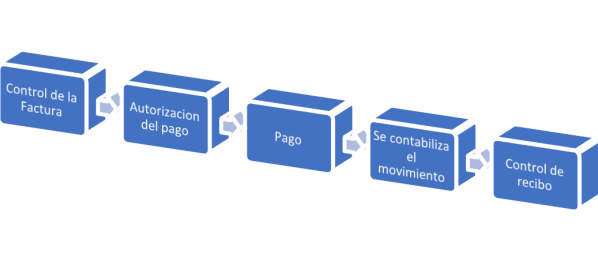 Control de la
Factura
Autorizacion
del pago
Pago
Se contabiliza
el
movimiento
Control de
recibo